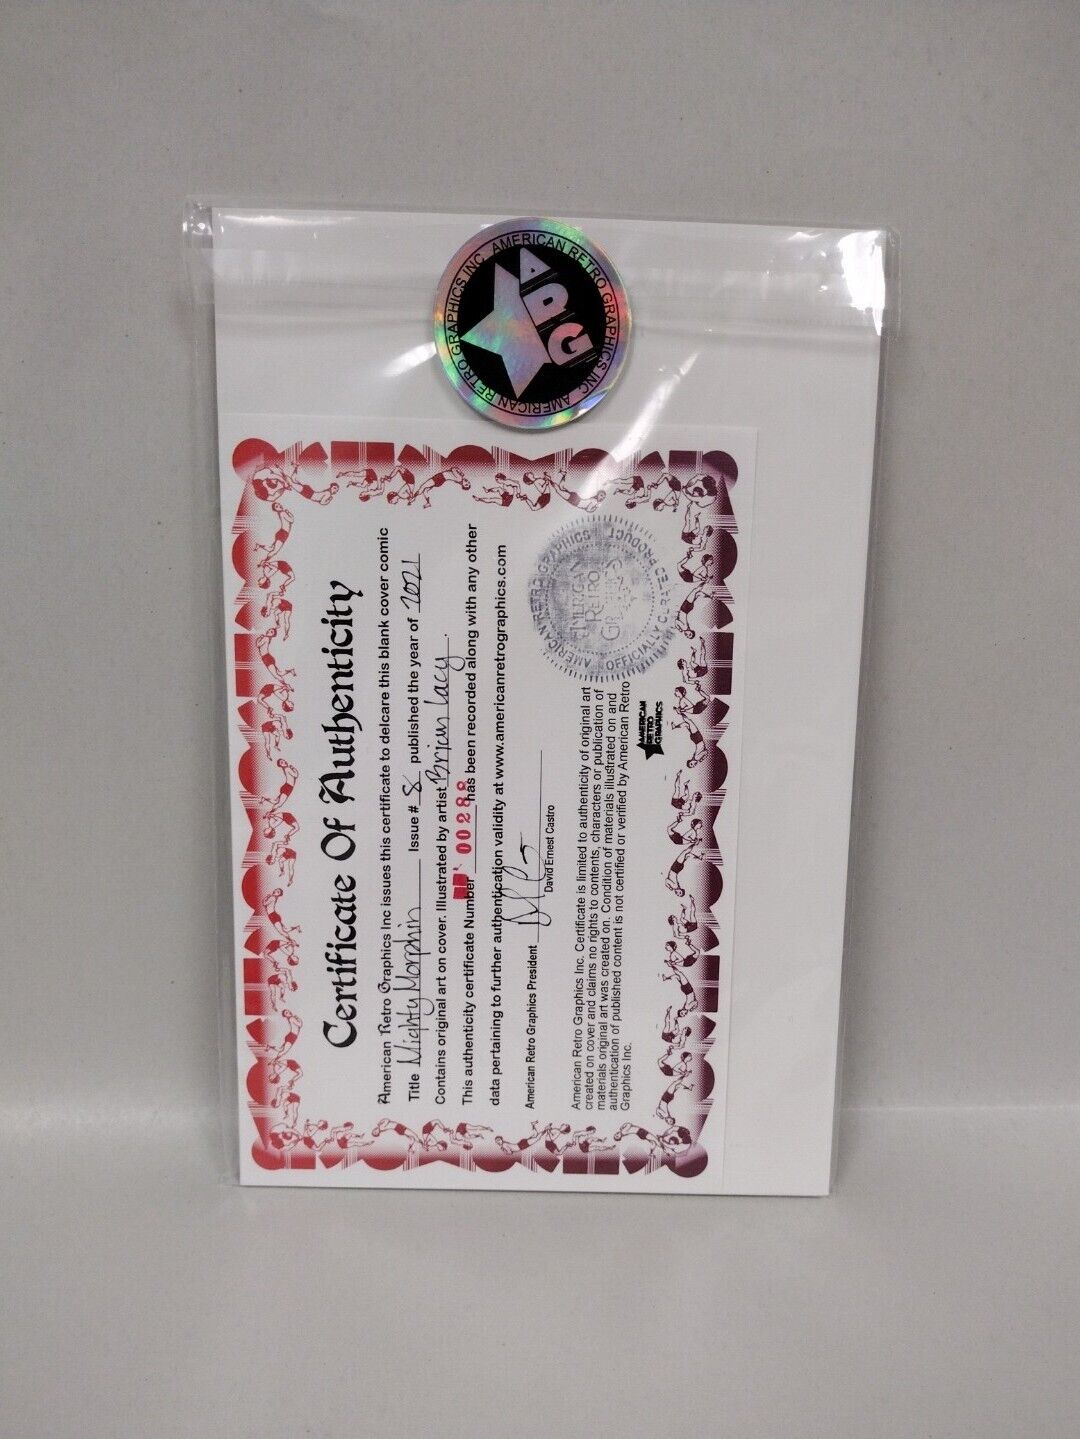 AMERICAN RETRO GRAPHICS INC. AMERICAN RETRO GRAPHICS INC.
ARG
Certificate Of Authenticity
American Retro Graphics Inc issues this certificate to delcare this blank cover comic
Title Mighty Morphin Issue # 8 published the year of 2021
Contains original art on cover. Illustrated by artist Brian Lacy.
This authenticity certificate Number 00288 has been recorded along with any other
data pertaining to further authentication validity at www.americanretrographics.com
American Retro Graphics President
David Ernest Castro
American Retro Graphics Inc. Certificate is limited to authenticity of original art
created on cover and claims no rights to contents, characters or publication of
materials original art was created on. Condition of materials illustrated on and
authentication of published content is not certified or verified by American Retro
Graphics Inc.
AMERICAN
RETRO
GRAPHICS
AMERICAN RETRO GRAPHICS
OFFICIALLY CURATED PRODUCT
AMERICAN
RETRO
GRAPHICS